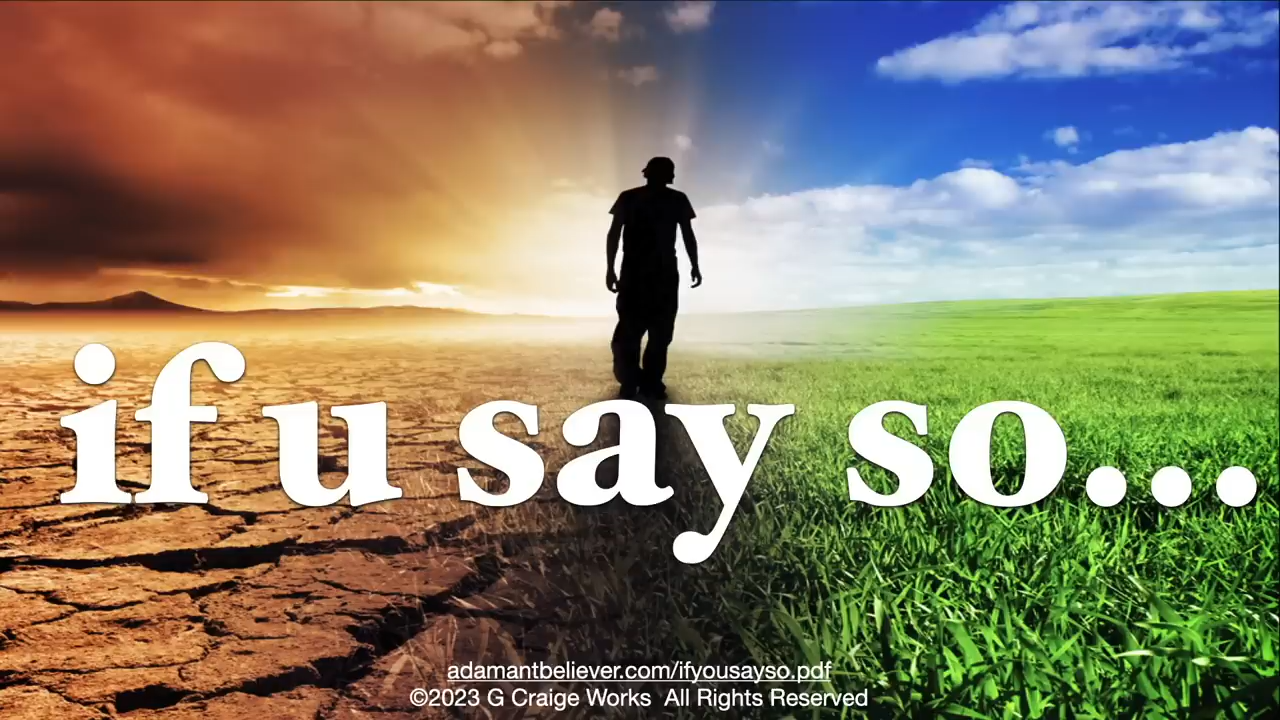 if u say so...
adamantbeliever.com/ifyousayso.pdf
©2023 G Craige Works  All Rights Reserved